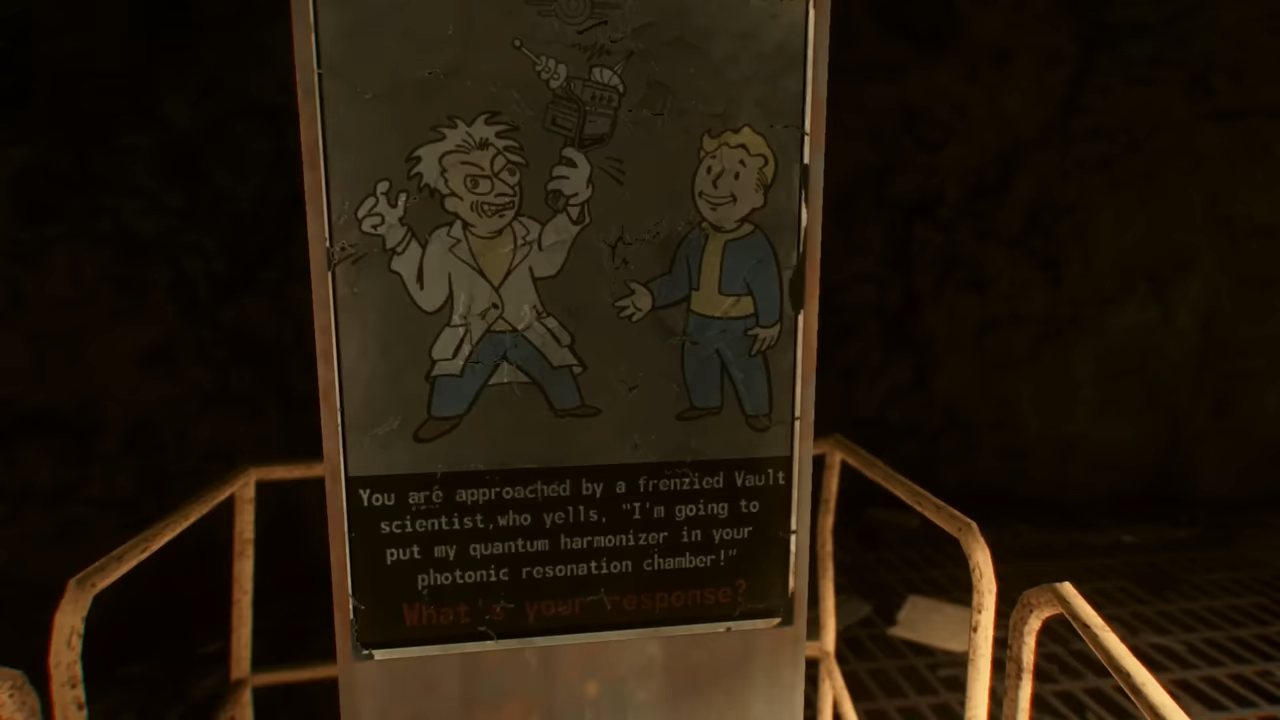 You are approached by a frenzied Vault
scientist,who yells, "I'm going to
put my quantum harmonizer in your
photonic resonation chamber!"
What's your response?